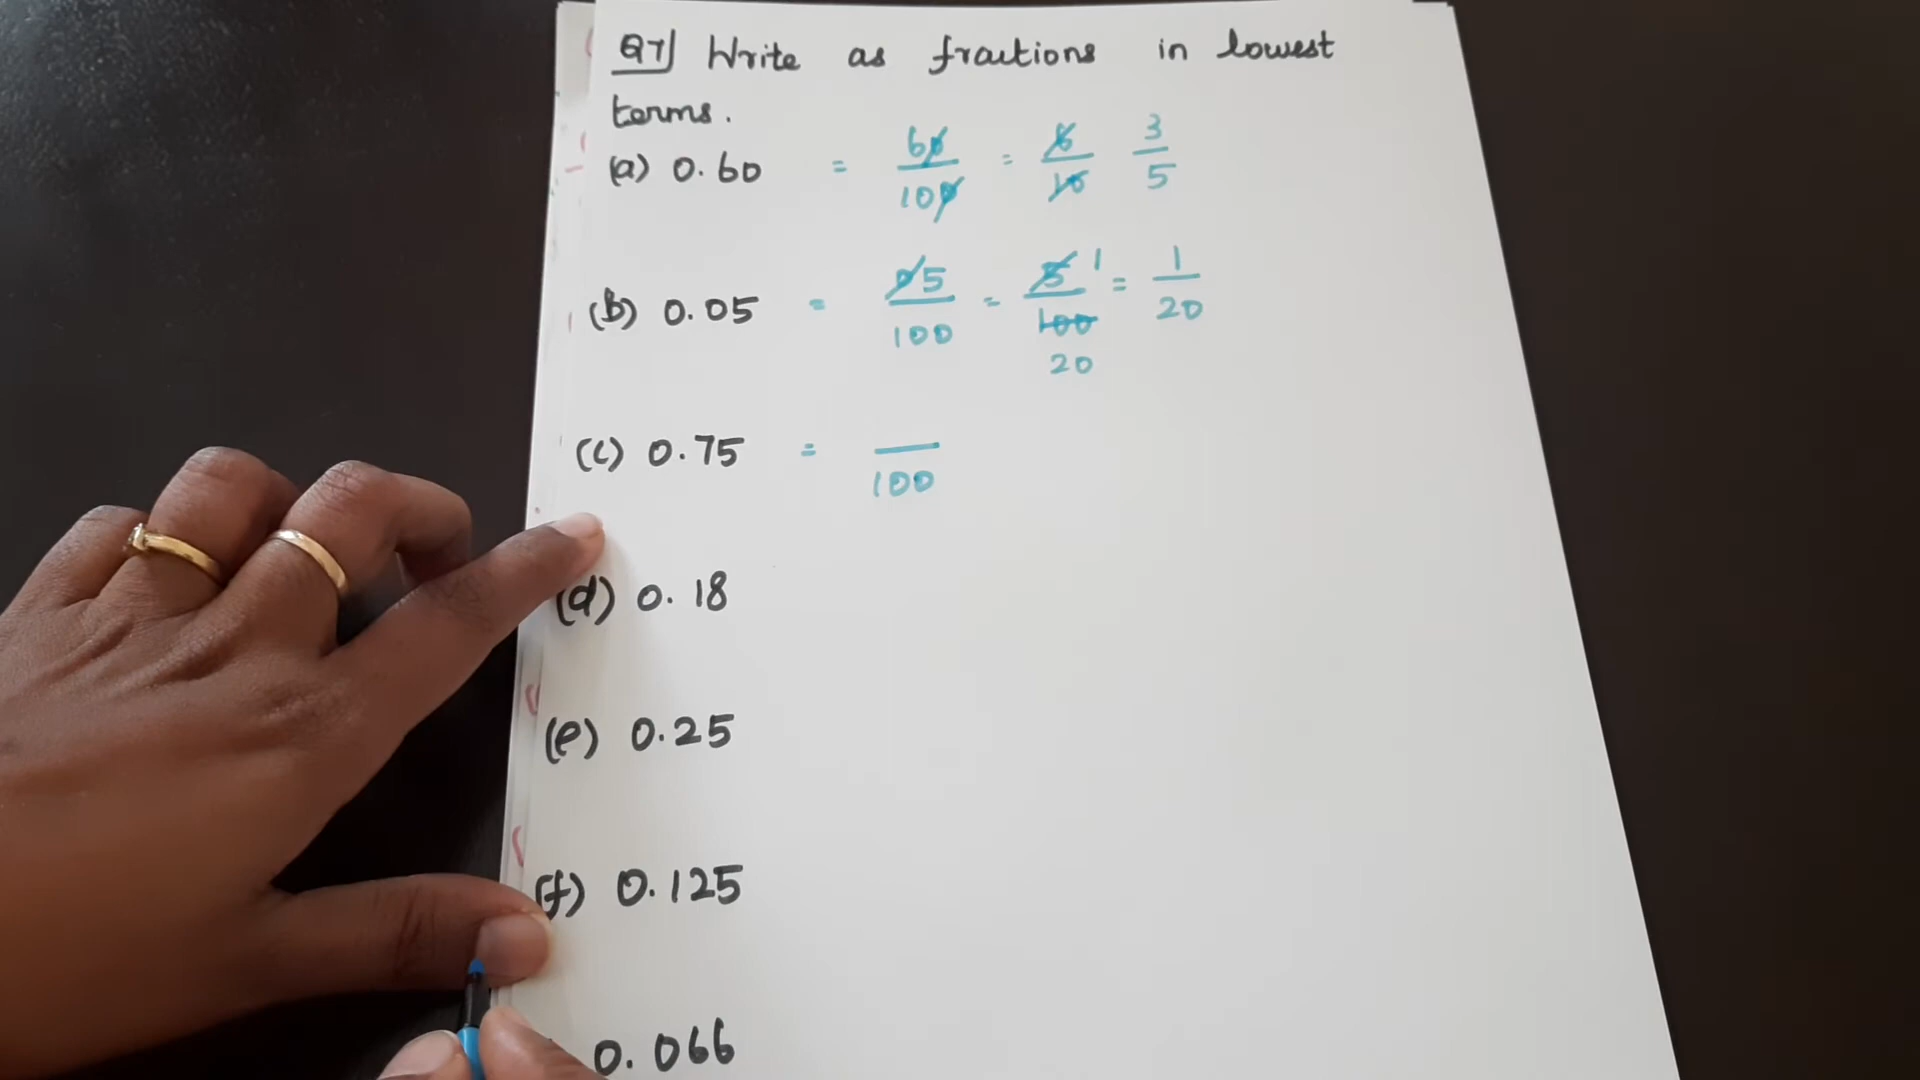 Q7) Write as fractions in lowest
terms.
(a) 0.60 = 60/100 = 6/10 3/5
(b) 0.05 = 05/100 = 5/100 1 20 = 1/20
(c) 0.75 = /100
(d) 0.18
(e) 0.25
(f) 0.125
0.066